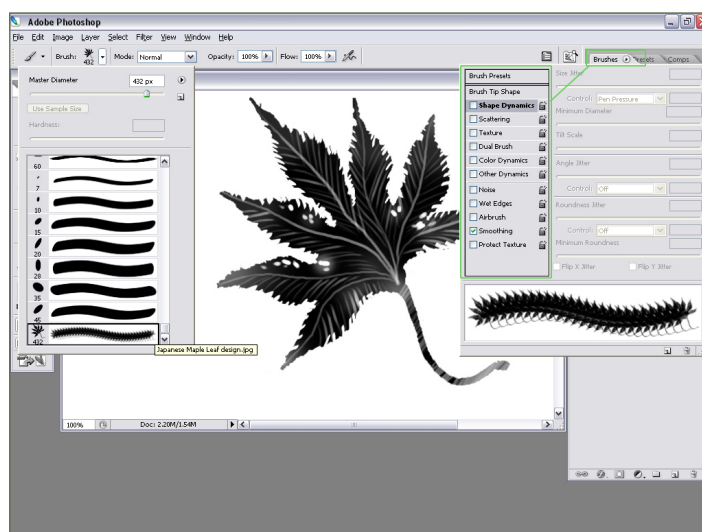 Adobe Photoshop
File Edit Image Layer Select Filter View Window Help
Brush: 432 Mode: Normal Opacity: 100% Flow: 100%
Brushes Presets Comps
Master Diameter 432 px
Use Sample Size
Hardness:
60
7
10
15
20
28
35
45
432
Japanese Maple Leaf design.jpg
Brush Presets
Brush Tip Shape
Shape Dynamics
Scattering
Texture
Dual Brush
Color Dynamics
Other Dynamics
Noise
Wet Edges
Airbrush
Smoothing
Protect Texture
Size Jitter
Control: Pen Pressure
Minimum Diameter
Tilt Scale
Angle Jitter
Control: Off
Roundness Jitter
Control: Off
Minimum Roundness
Flip X Jitter Flip Y Jitter
100% Doc: 2.20M/1.54M